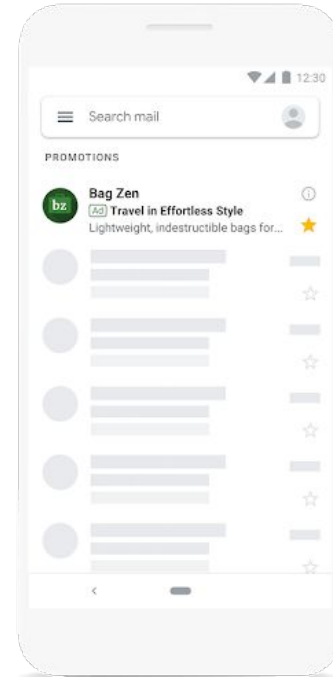 12:30
Search mail
PROMOTIONS
bz
Bag Zen
Ad Travel in Effortless Style
Lightweight, indestructible bags for...